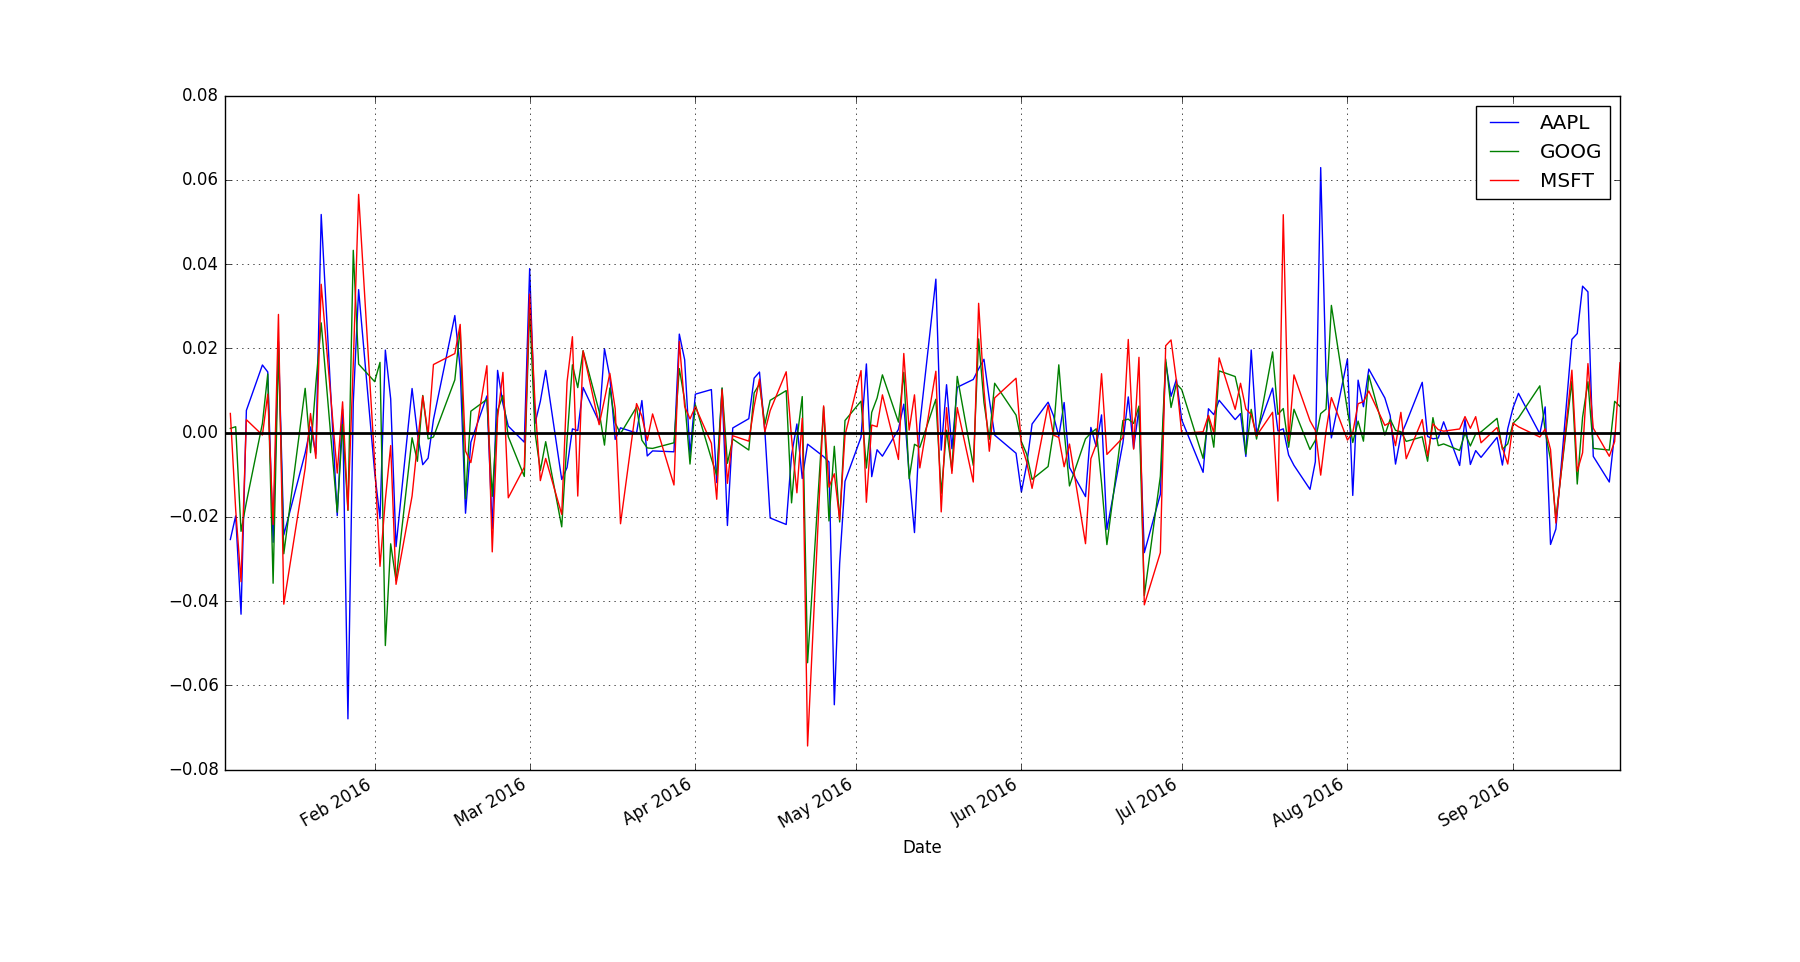 0.08
0.06
0.04
0.02
0.00
−0.02
−0.04
−0.06
−0.08
AAPL
GOOG
MSFT
Feb 2016
Mar 2016
Apr 2016
May 2016
Jun 2016
Jul 2016
Aug 2016
Sep 2016
Date